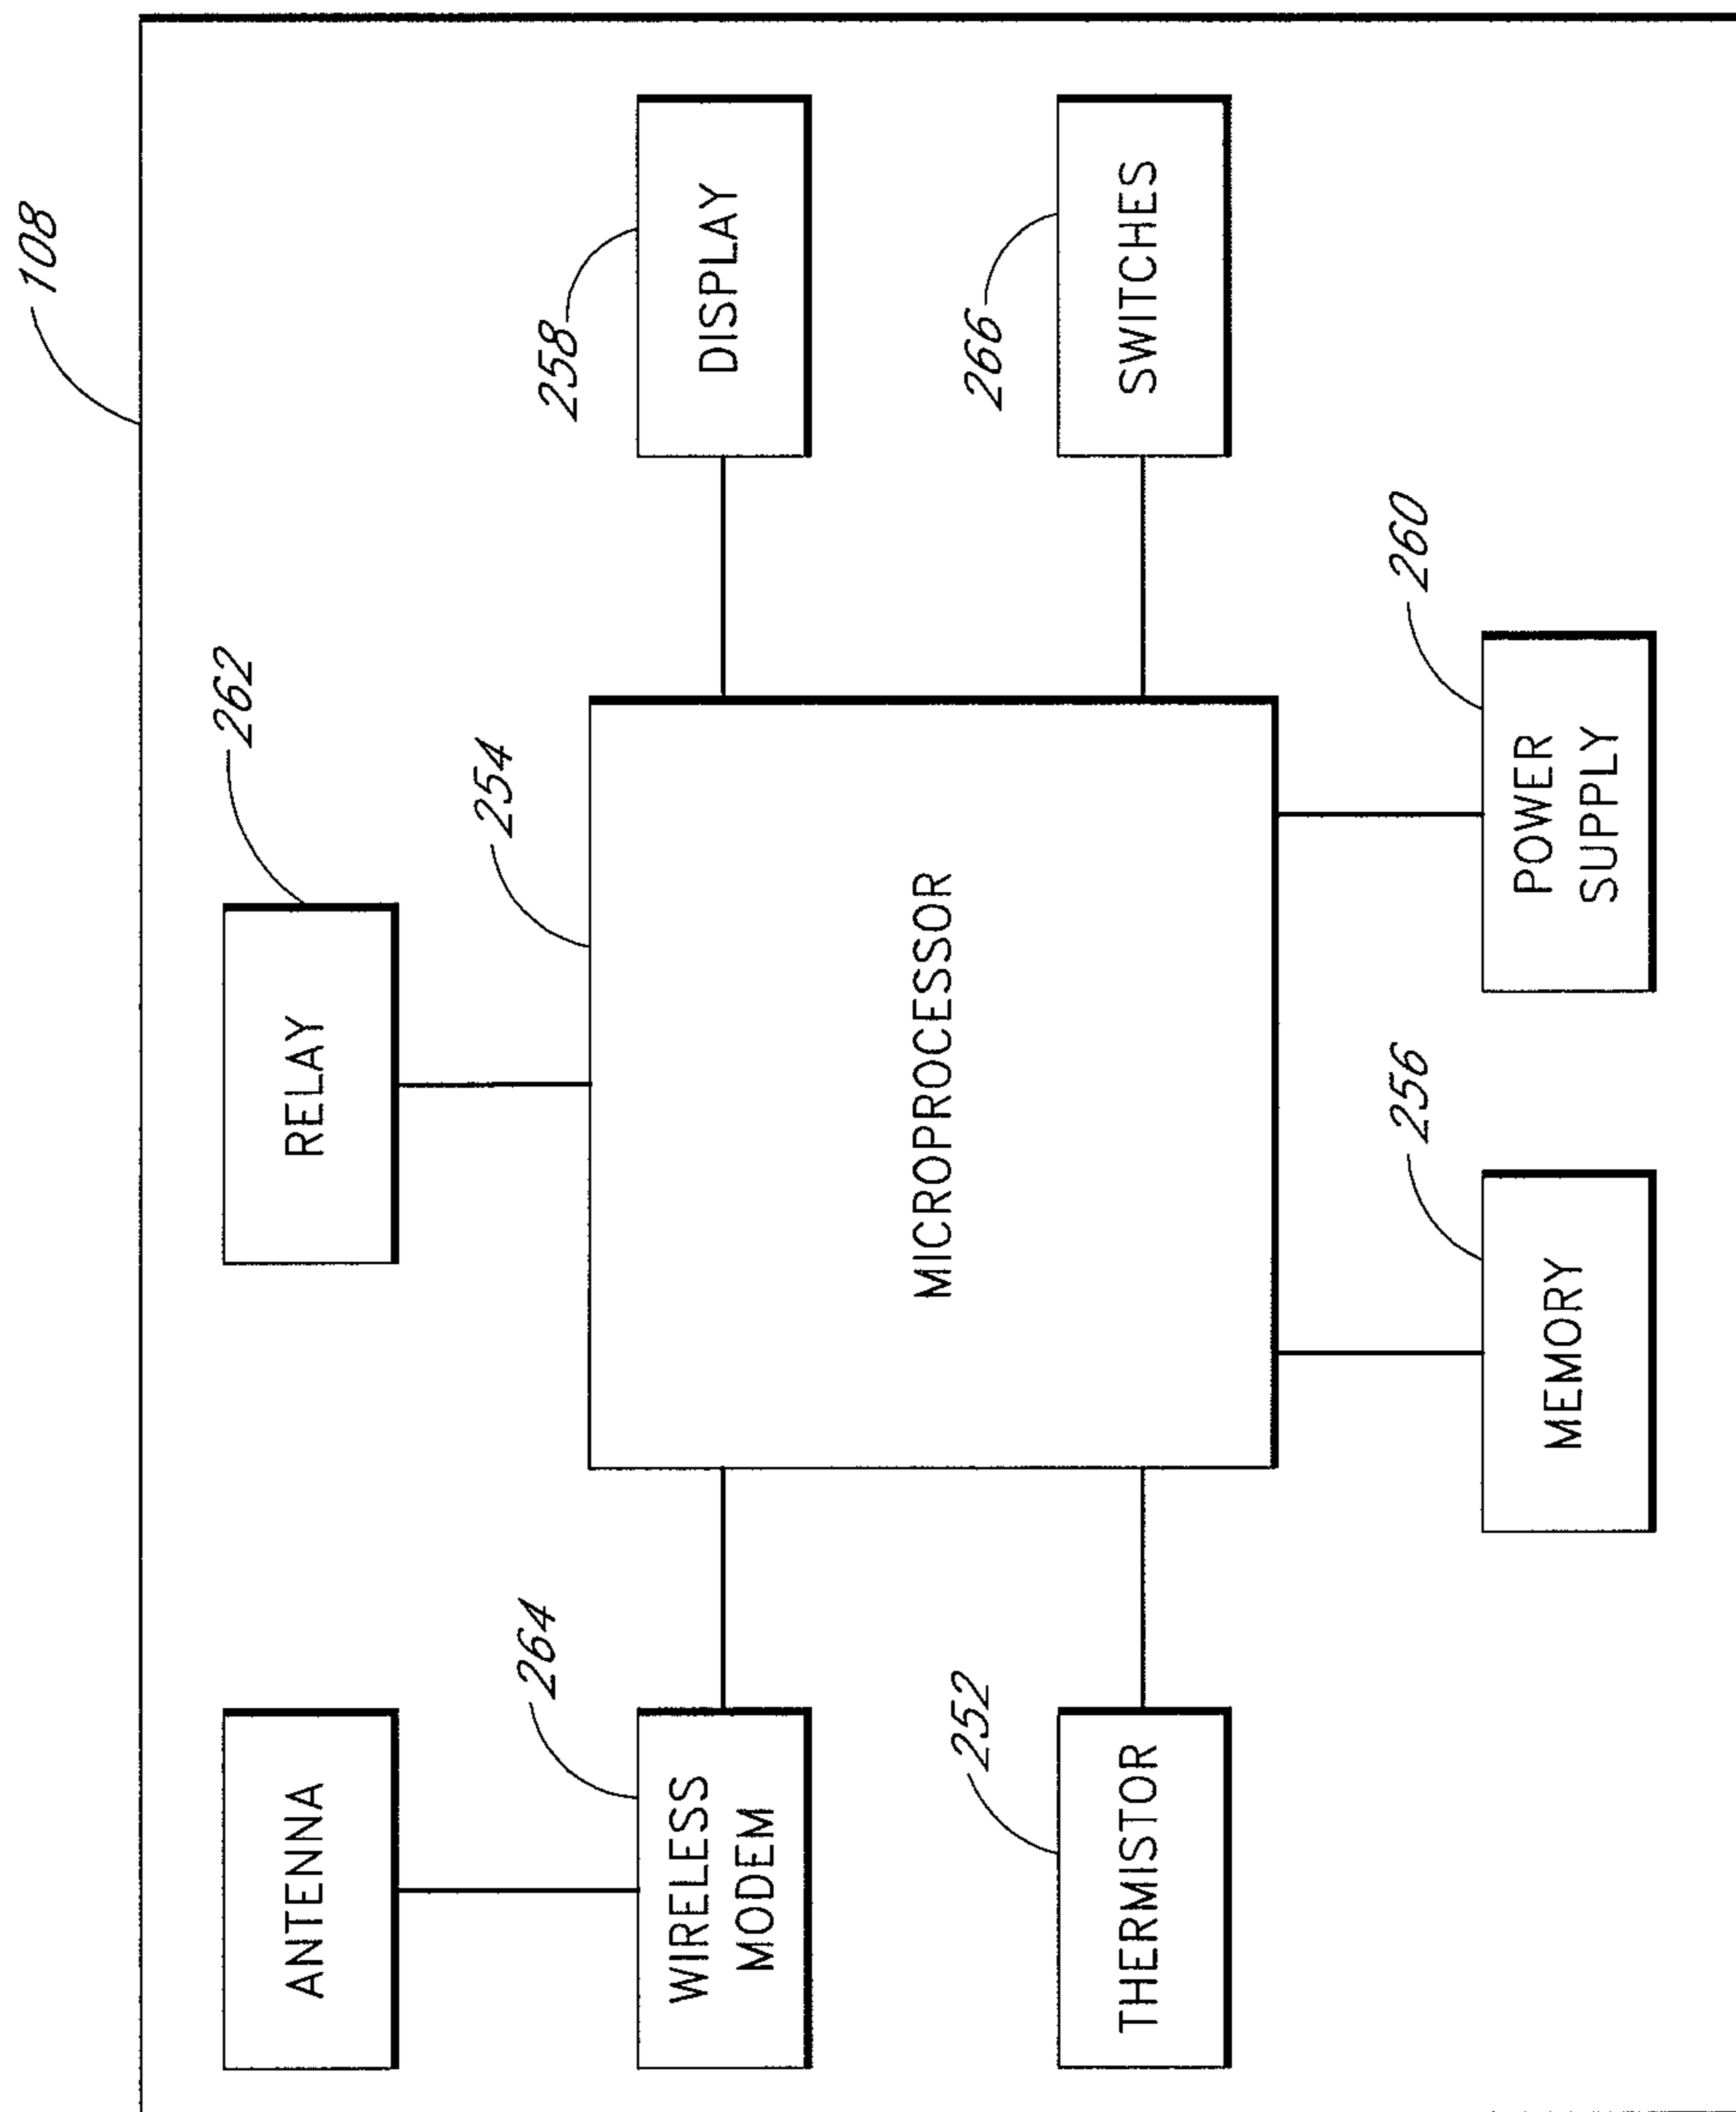 108
262
ANTENNA
RELAY
254
264
258
WIRELESS
MODEM
DISPLAY
MICROPROCESSOR
252
266
THERMISTOR
SWITCHES
256
260
MEMORY
POWER
SUPPLY